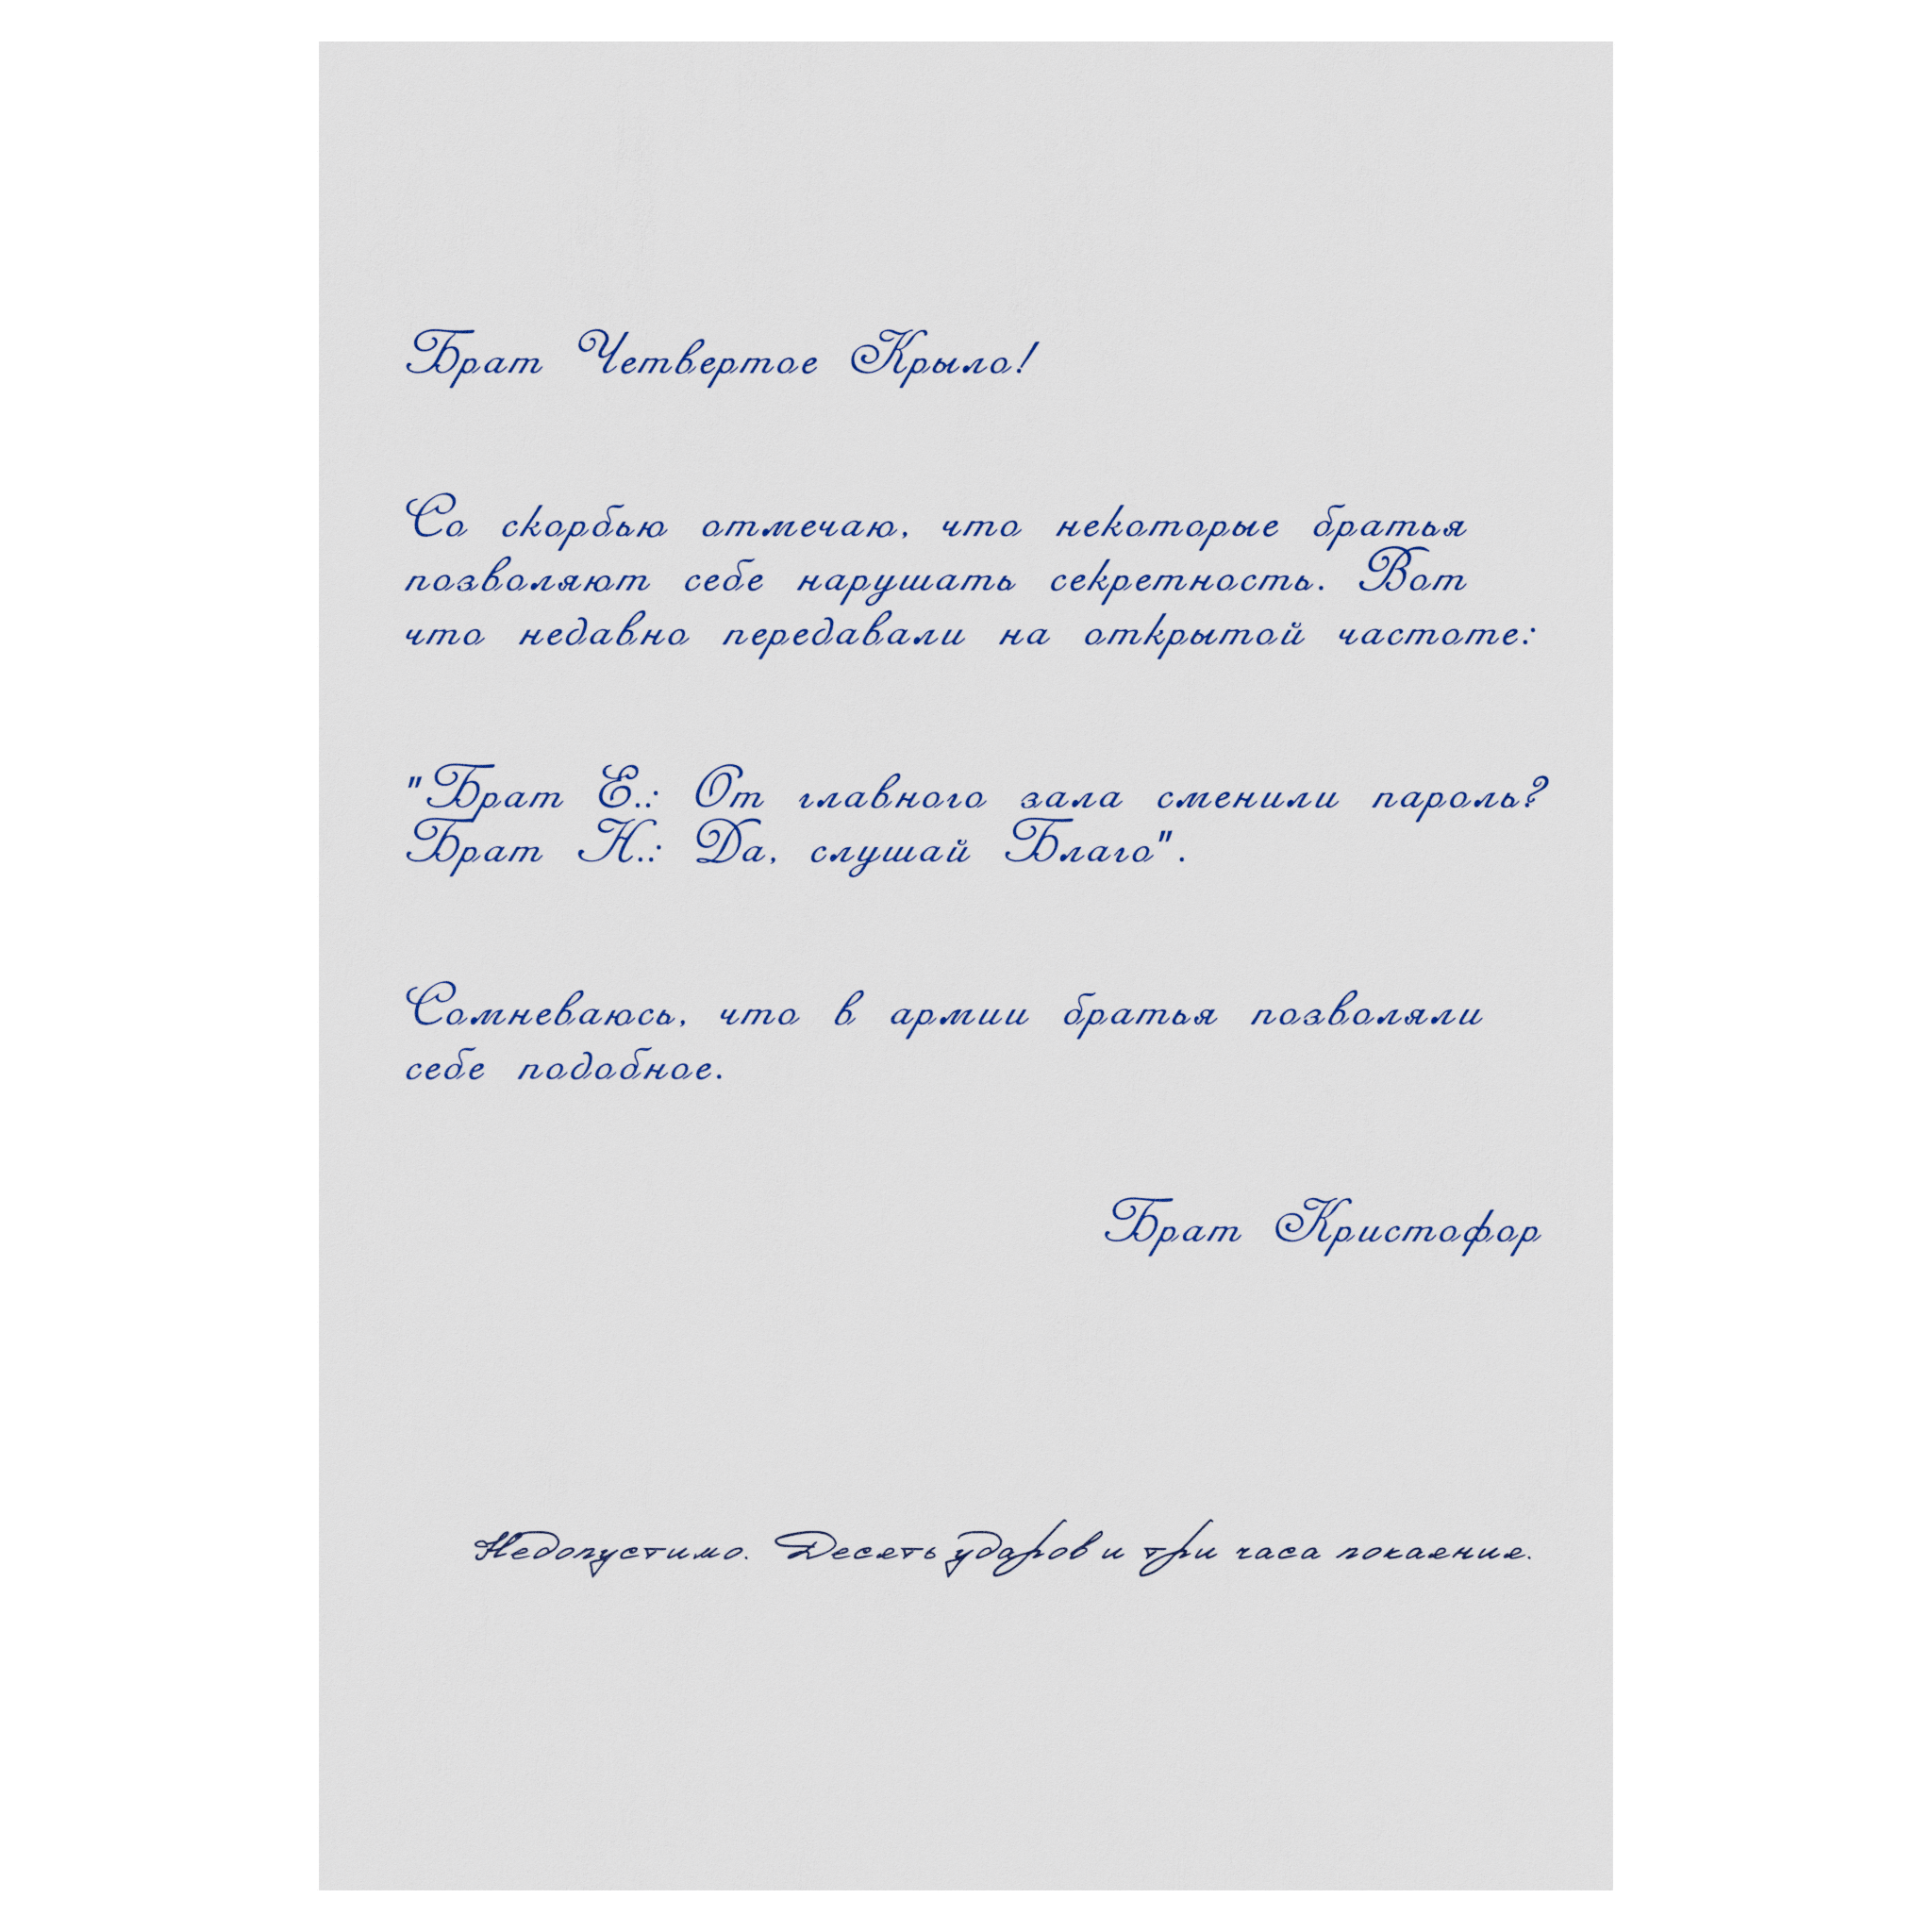 Брат Четвертое Крыло!
Со скорбью отмечаю, что некоторые братья
позволяют себе нарушать секретность. Вот
что недавно передавали на открытой частоте:
"Брат Е.: От главного зала сменили пароль?
Брат Н.: Да, слушай Благо".
Сомневаюсь, что в армии братья позволяли
себе подобное.
Брат Кристофор
Недопустимо. Десять ударов и три часа покаяния.